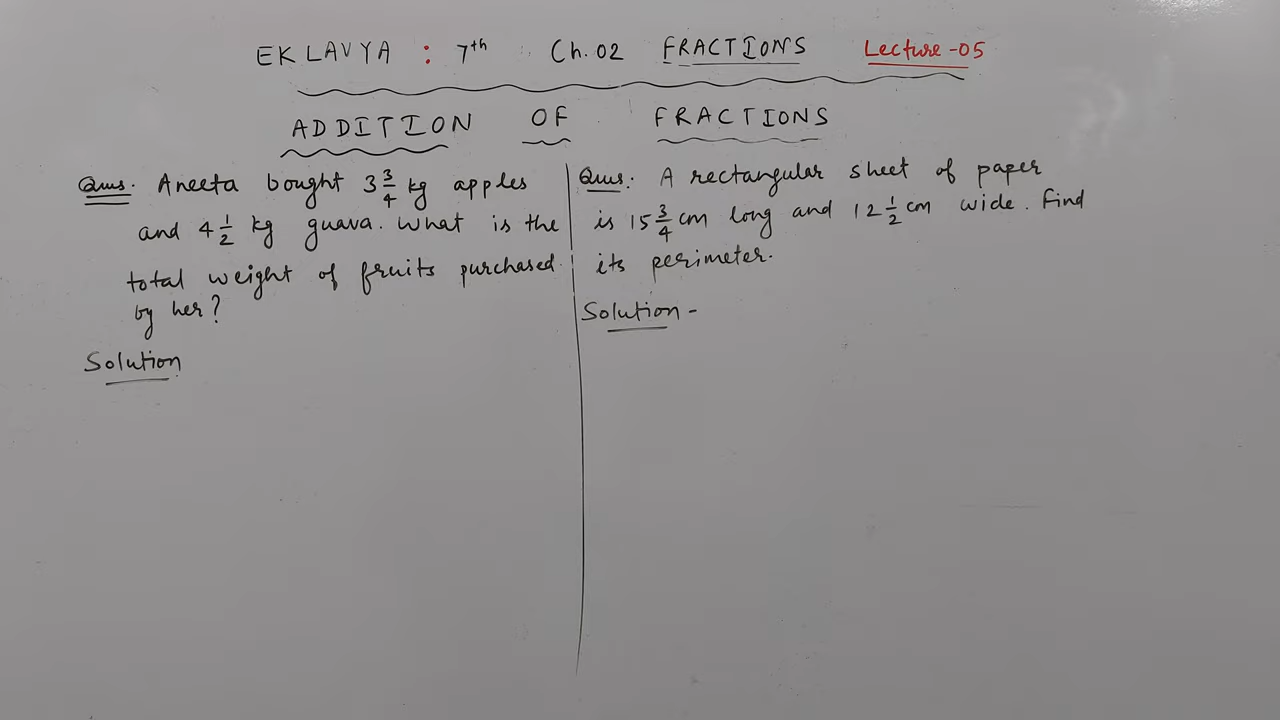 EKLAVYA : 7th Ch.02 FRACTIONS Lecture-05
ADDITION OF FRACTIONS
Ques. Aneeta bought 3 3/4 kg apples
and 4 1/2 kg guava. What is the
total weight of fruits purchased
by her?
Solution
Ques: A rectangular sheet of paper
is 15 3/4 cm long and 12 1/2 cm wide. Find
its perimeter.
Solution -